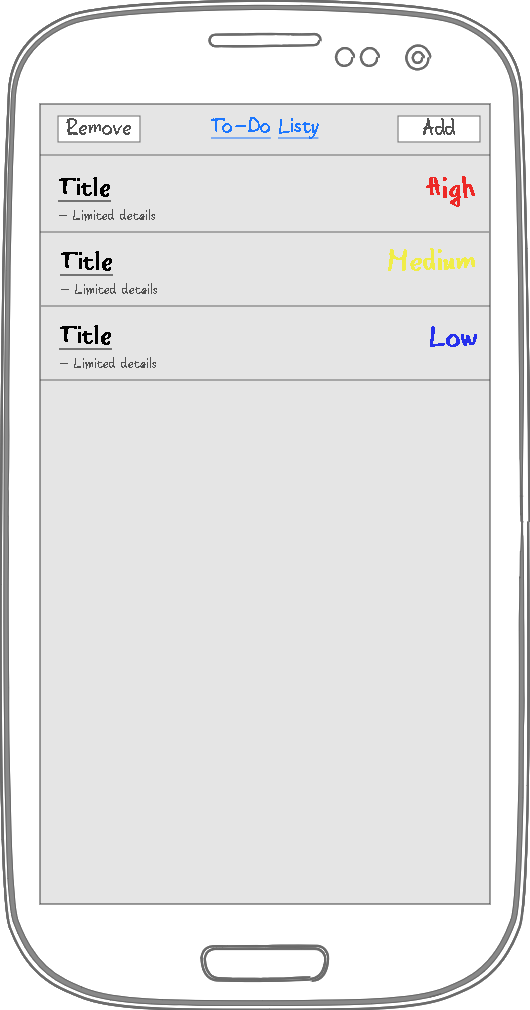 Remove To-Do Listy Add
Title High
- Limited details
Title Medium
- Limited details
Title Low
- Limited details